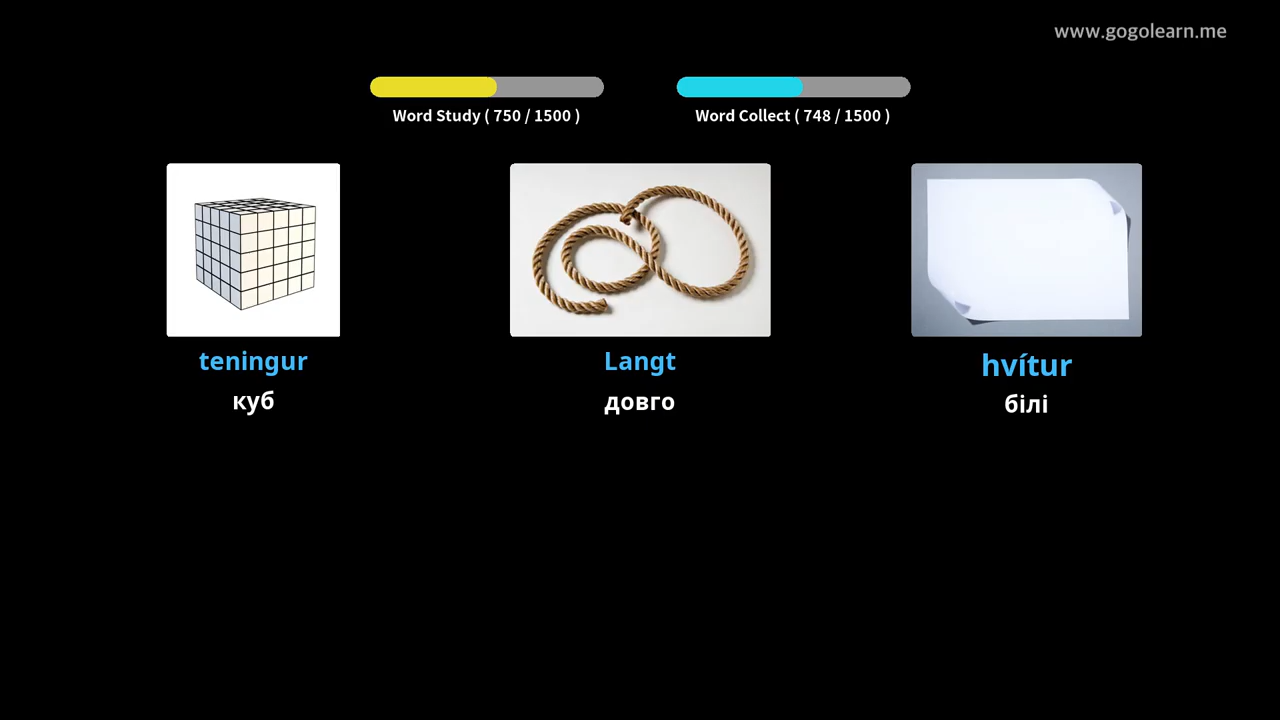 www.gogolearn.me
Word Study ( 750 / 1500 )
Word Collect ( 748 / 1500 )
teningur
куб
Langt
довго
hvítur
білі